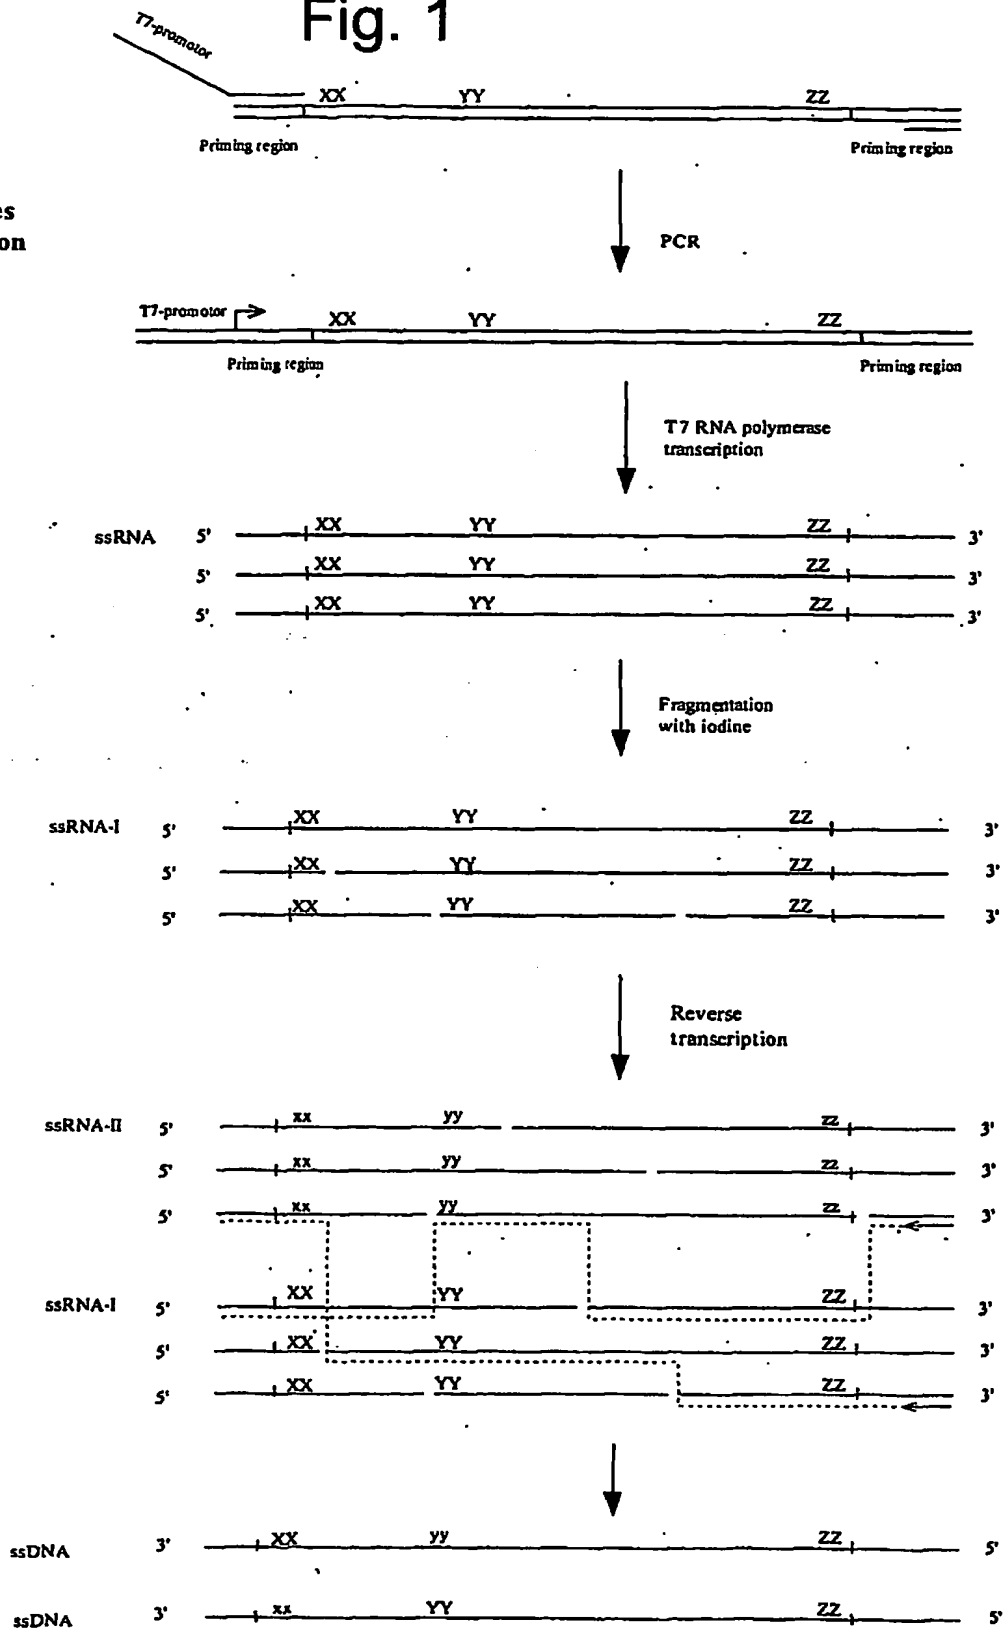 Fig. 1
T7-promotor
XX YY ZZ
Priming region Priming region
es
on
PCR
T7-promotor
XX YY ZZ
Priming region Priming region
T7 RNA polymerase
transcription
ssRNA 5' XX YY ZZ 3'
5' XX YY ZZ 3'
5' XX YY ZZ 3'
Fragmentation
with iodine
ssRNA-I 5' XX YY ZZ 3'
5' XX YY ZZ 3'
5' XX YY ZZ 3'
Reverse
transcription
ssRNA-II 5' xx yy zz 3'
5' xx yy zz 3'
5' xx yy zz 3'
ssRNA-I 5' XX YY ZZ 3'
5' XX YY ZZ 3'
5' XX YY ZZ 3'
ssDNA 3' XX yy ZZ 5'
ssDNA 3' xx YY ZZ 5'